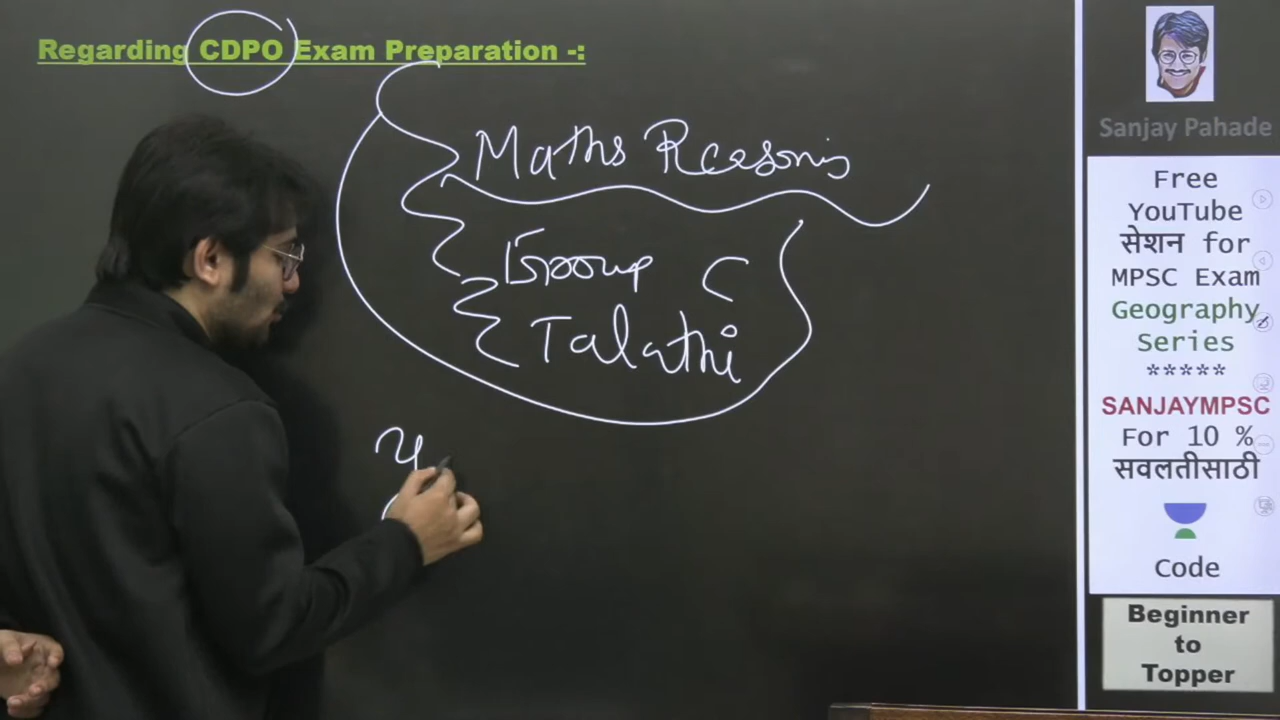 Regarding CDPO Exam Preparation -:
Maths Reasonig
Group C
Talathi
Sanjay Pahade
Free
YouTube
सेशन for
MPSC Exam
Geography
Series
*****
SANJAYMPSC
For 10 %
सवलतीसाठी
Code
Beginner
to
Topper